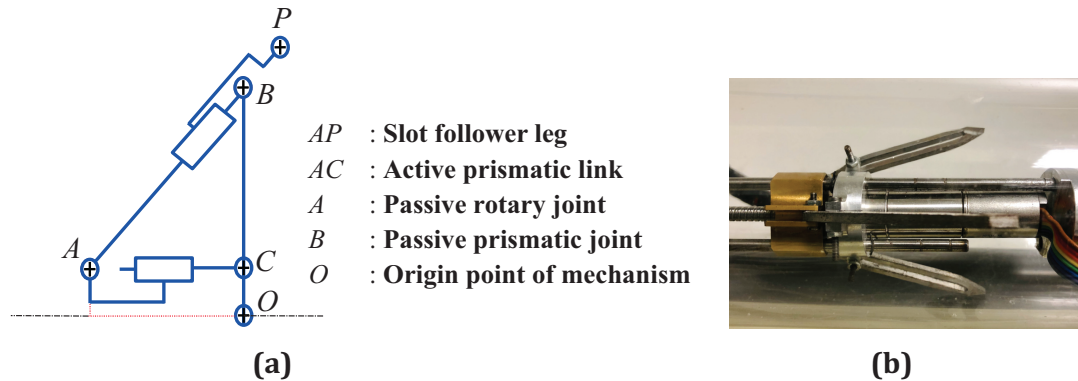 P
B
A
C
O
AP : Slot follower leg
AC : Active prismatic link
A : Passive rotary joint
B : Passive prismatic joint
O : Origin point of mechanism
(a)
(b)